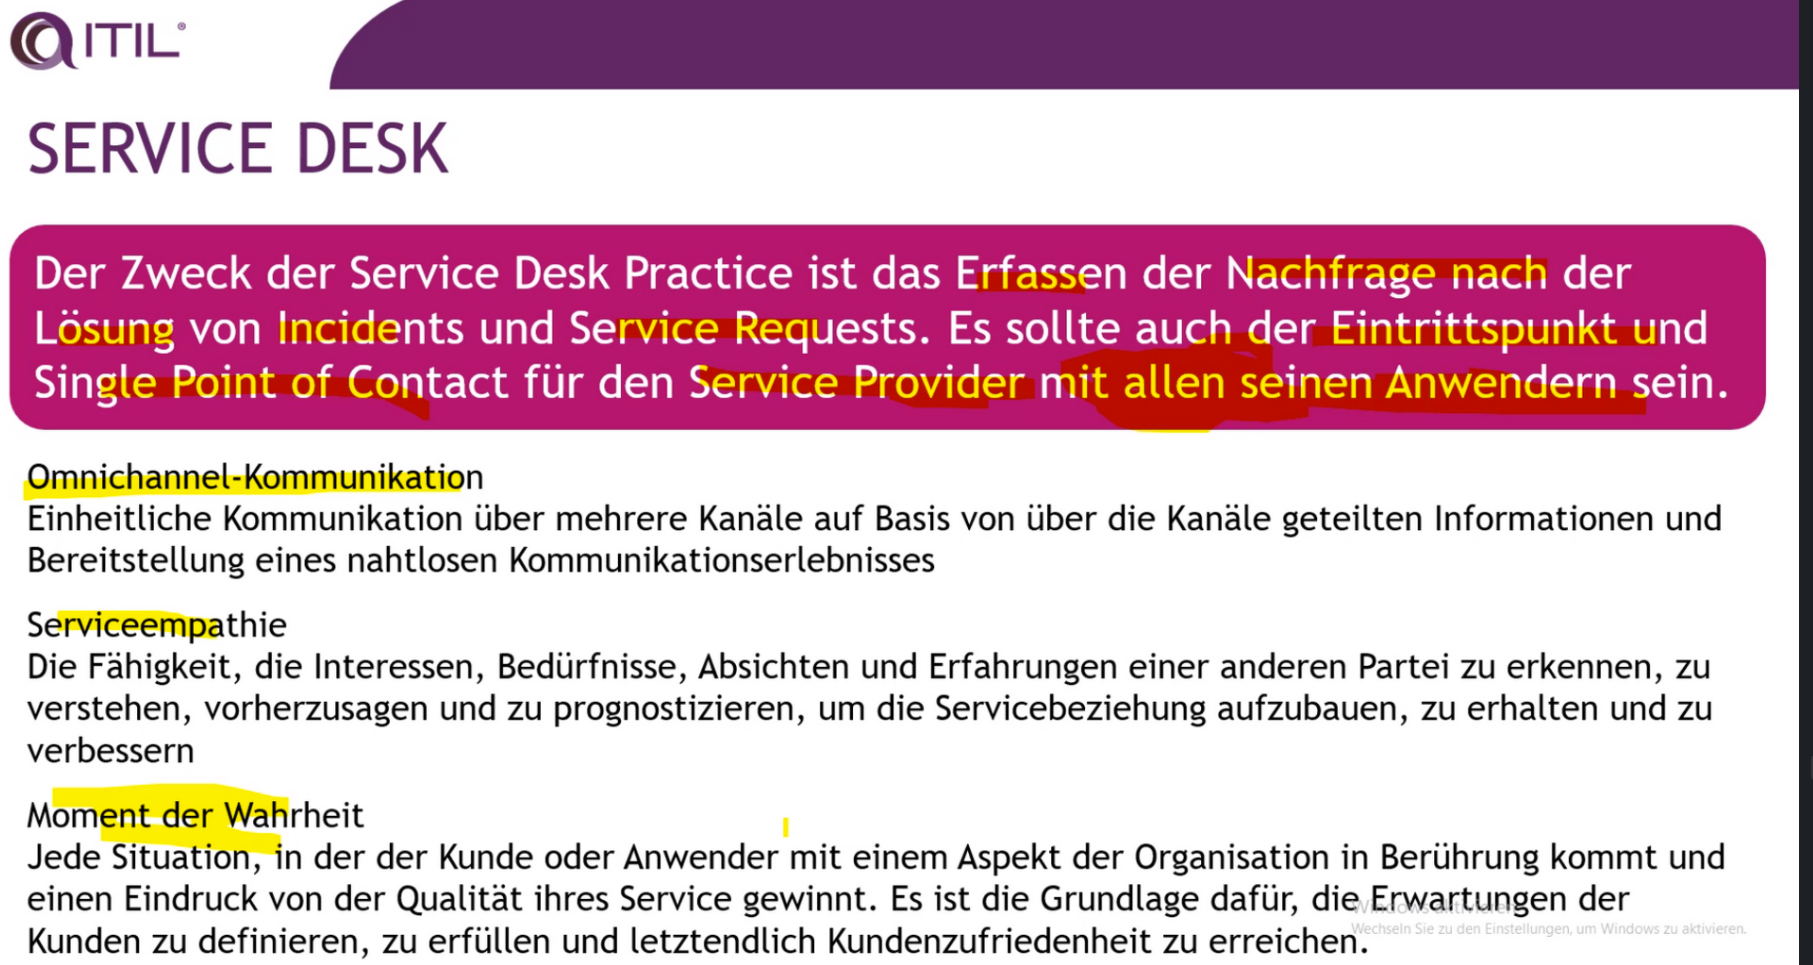 ITIL®
SERVICE DESK
Der Zweck der Service Desk Practice ist das Erfassen der Nachfrage nach der
Lösung von Incidents und Service Requests. Es sollte auch der Eintrittspunkt und
Single Point of Contact für den Service Provider mit allen seinen Anwendern sein.
Omnichannel-Kommunikation
Einheitliche Kommunikation über mehrere Kanäle auf Basis von über die Kanäle geteilten Informationen und
Bereitstellung eines nahtlosen Kommunikationserlebnisses
Serviceempathie
Die Fähigkeit, die Interessen, Bedürfnisse, Absichten und Erfahrungen einer anderen Partei zu erkennen, zu
verstehen, vorherzusagen und zu prognostizieren, um die Servicebeziehung aufzubauen, zu erhalten und zu
verbessern
Moment der Wahrheit
Jede Situation, in der der Kunde oder Anwender mit einem Aspekt der Organisation in Berührung kommt und
einen Eindruck von der Qualität ihres Service gewinnt. Es ist die Grundlage dafür, die Erwartungen der
Kunden zu definieren, zu erfüllen und letztendlich Kundenzufriedenheit zu erreichen.
Windows aktivieren
Wechseln Sie zu den Einstellungen, um Windows zu aktivieren.